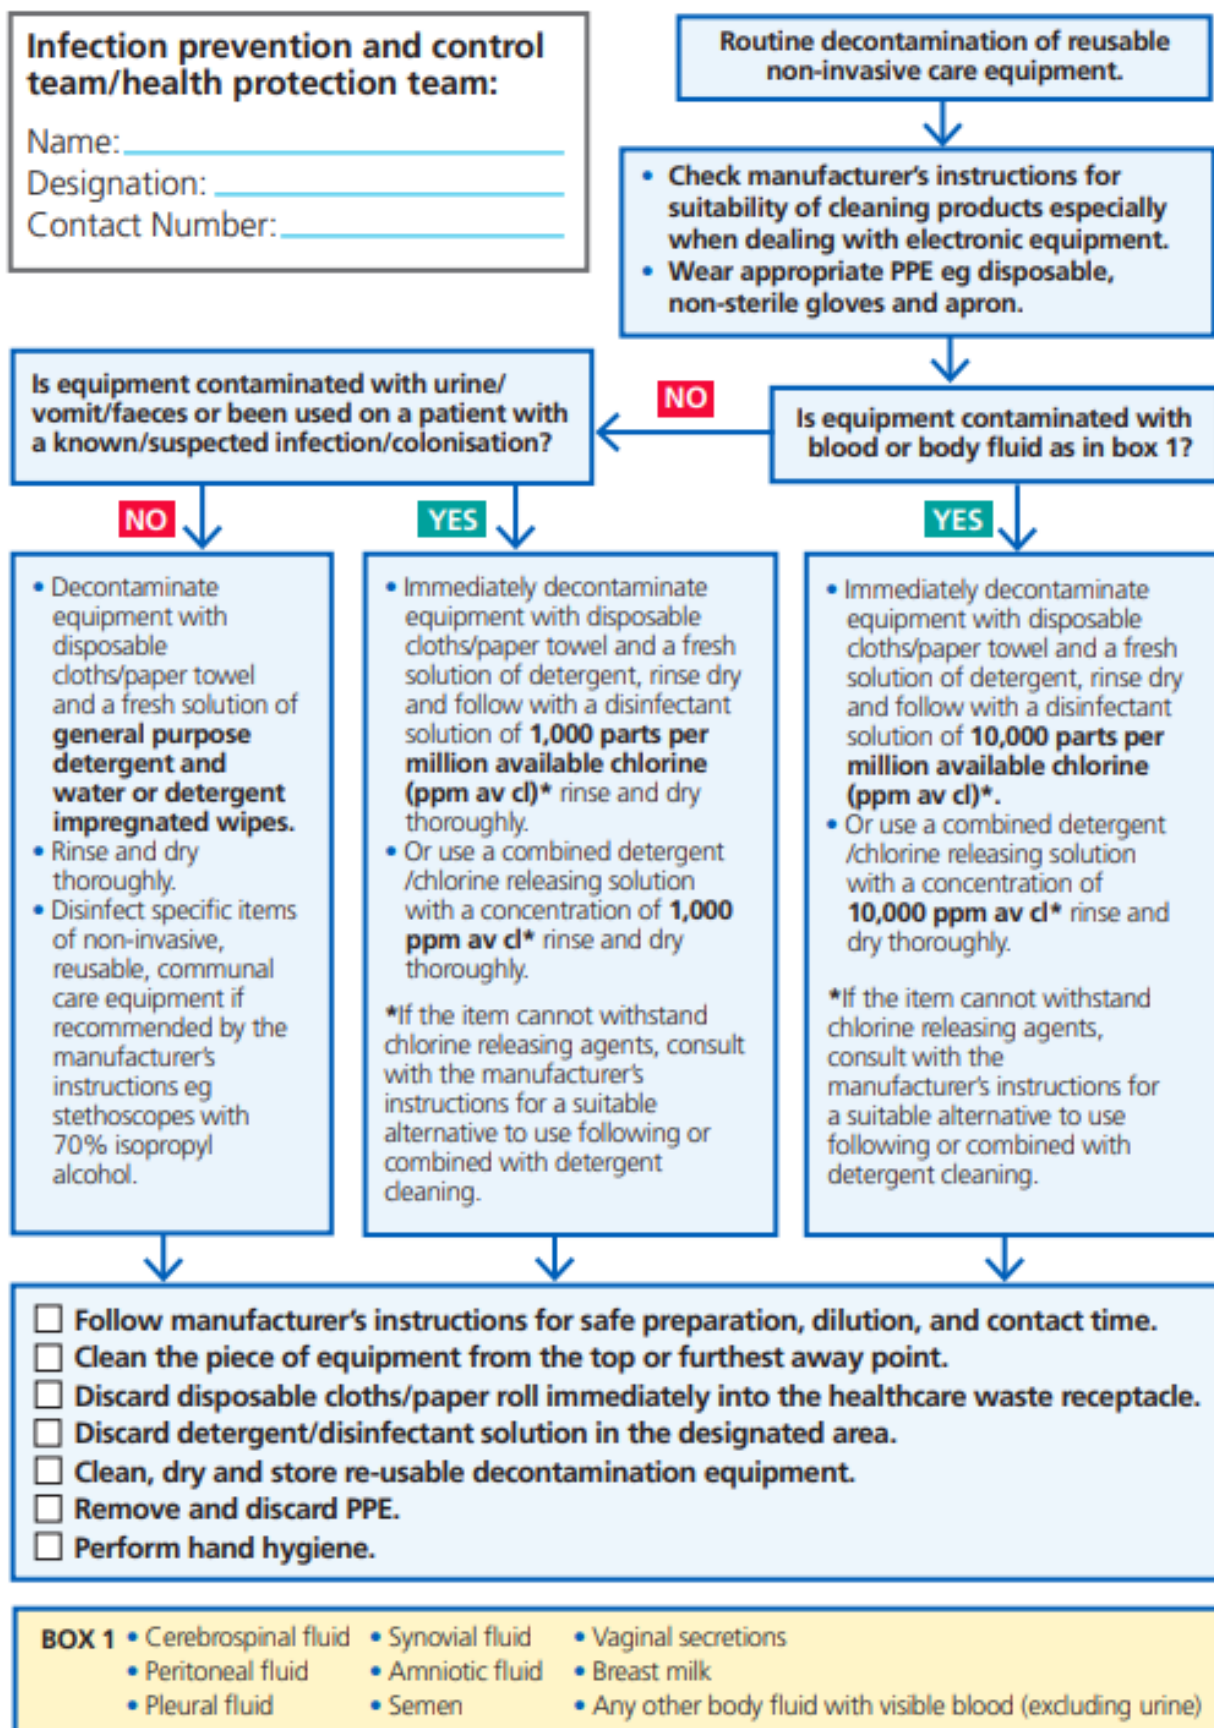 Infection prevention and control
team/health protection team:
Name:
Designation:
Contact Number:
Routine decontamination of reusable
non-invasive care equipment.
• Check manufacturer's instructions for
suitability of cleaning products especially
when dealing with electronic equipment.
• Wear appropriate PPE eg disposable,
non-sterile gloves and apron.
Is equipment contaminated with
blood or body fluid as in box 1?
NO
Is equipment contaminated with urine/
vomit/faeces or been used on a patient with
a known/suspected infection/colonisation?
NO
YES
YES
• Decontaminate
equipment with
disposable
cloths/paper towel
and a fresh solution of
general purpose
detergent and
water or detergent
impregnated wipes.
• Rinse and dry
thoroughly.
• Disinfect specific items
of non-invasive,
reusable, communal
care equipment if
recommended by the
manufacturer's
instructions eg
stethoscopes with
70% isopropyl
alcohol.
• Immediately decontaminate
equipment with disposable
cloths/paper towel and a fresh
solution of detergent, rinse dry
and follow with a disinfectant
solution of 1,000 parts per
million available chlorine
(ppm av cl)* rinse and dry
thoroughly.
• Or use a combined detergent
/chlorine releasing solution
with a concentration of 1,000
ppm av cl* rinse and dry
thoroughly.
*If the item cannot withstand
chlorine releasing agents, consult
with the manufacturer's
instructions for a suitable
alternative to use following or
combined with detergent
cleaning.
• Immediately decontaminate
equipment with disposable
cloths/paper towel and a fresh
solution of detergent, rinse dry
and follow with a disinfectant
solution of 10,000 parts per
million available chlorine
(ppm av cl)*.
• Or use a combined detergent
/chlorine releasing solution
with a concentration of
10,000 ppm av cl* rinse and
dry thoroughly.
*If the item cannot withstand
chlorine releasing agents,
consult with the
manufacturer's instructions for
a suitable alternative to use
following or combined with
detergent cleaning.
Follow manufacturer's instructions for safe preparation, dilution, and contact time.
Clean the piece of equipment from the top or furthest away point.
Discard disposable cloths/paper roll immediately into the healthcare waste receptacle.
Discard detergent/disinfectant solution in the designated area.
Clean, dry and store re-usable decontamination equipment.
Remove and discard PPE.
Perform hand hygiene.
BOX 1 • Cerebrospinal fluid • Synovial fluid • Vaginal secretions
• Peritoneal fluid • Amniotic fluid • Breast milk
• Pleural fluid • Semen • Any other body fluid with visible blood (excluding urine)